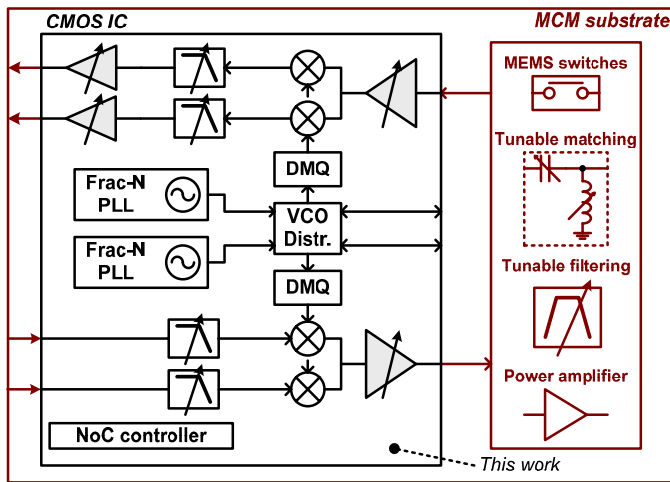 CMOS IC
MCM substrate
MEMS switches
Tunable matching
DMQ
Frac-N
PLL
VCO
Distr.
Frac-N
PLL
Tunable filtering
DMQ
Power amplifier
NoC controller
This work